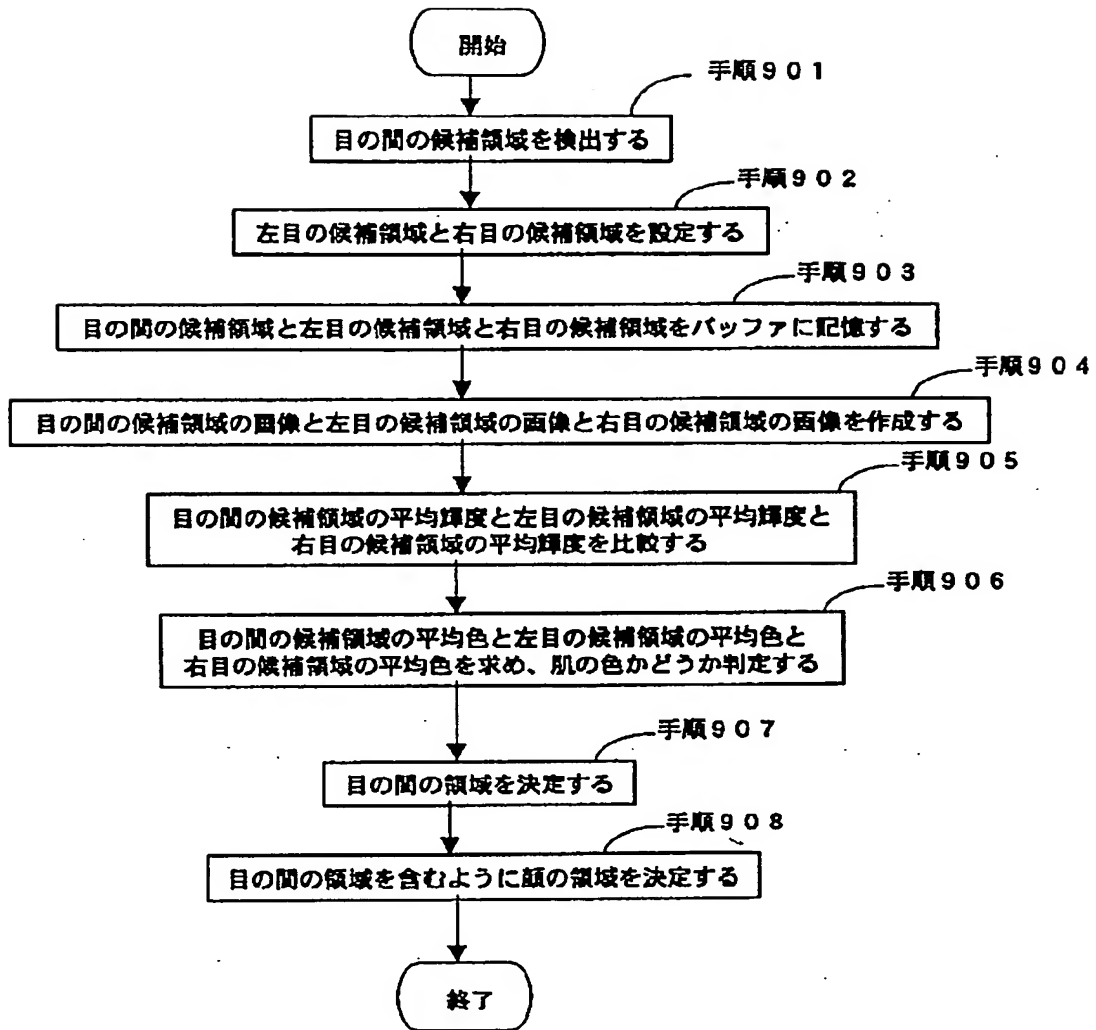 開始
手順901
目の間の候補領域を検出する
手順902
左目の候補領域と右目の候補領域を設定する
手順903
目の間の候補領域と左目の候補領域と右目の候補領域をバッファに記憶する
手順904
目の間の候補領域の画像と左目の候補領域の画像と右目の候補領域の画像を作成する
手順905
目の間の候補領域の平均輝度と左目の候補領域の平均輝度と
右目の候補領域の平均輝度を比較する
手順906
目の間の候補領域の平均色と左目の候補領域の平均色と
右目の候補領域の平均色を求め、肌の色かどうか判定する
手順907
目の間の領域を決定する
手順908
目の間の領域を含むように顔の領域を決定する
終了